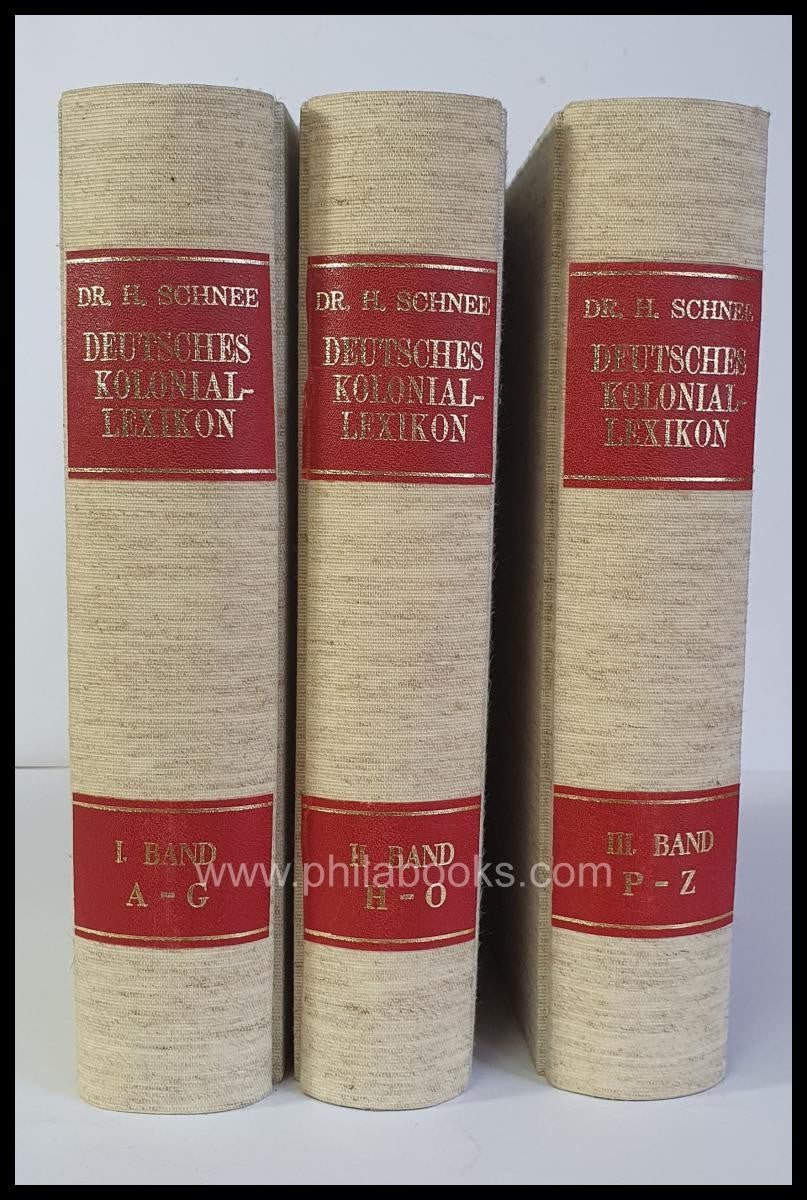 DR. H. SCHNEE
DEUTSCHES
KOLONIAL-
LEXIKON
I. BAND
A - G
DR. H. SCHNEE
DEUTSCHES
KOLONIAL-
LEXIKON
II. BAND
H - O
DR. H. SCHNEE
DEUTSCHES
KOLONIAL-
LEXIKON
III. BAND
P - Z
www.philabooks.com